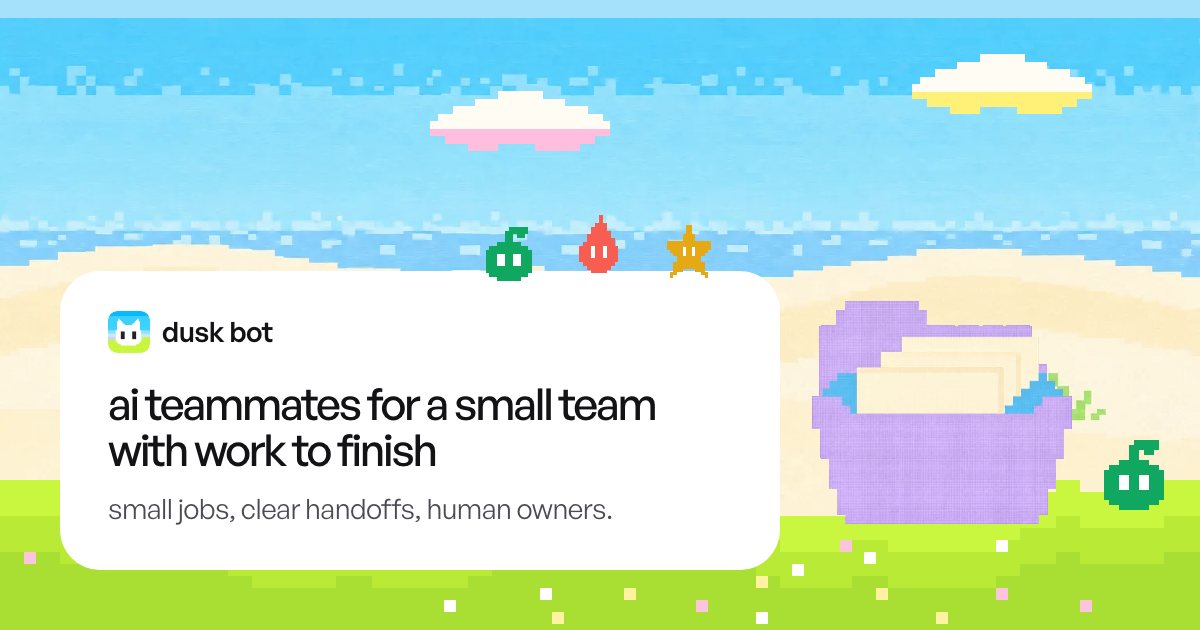 dusk bot
ai teammates for a small team
with work to finish
small jobs, clear handoffs, human owners.